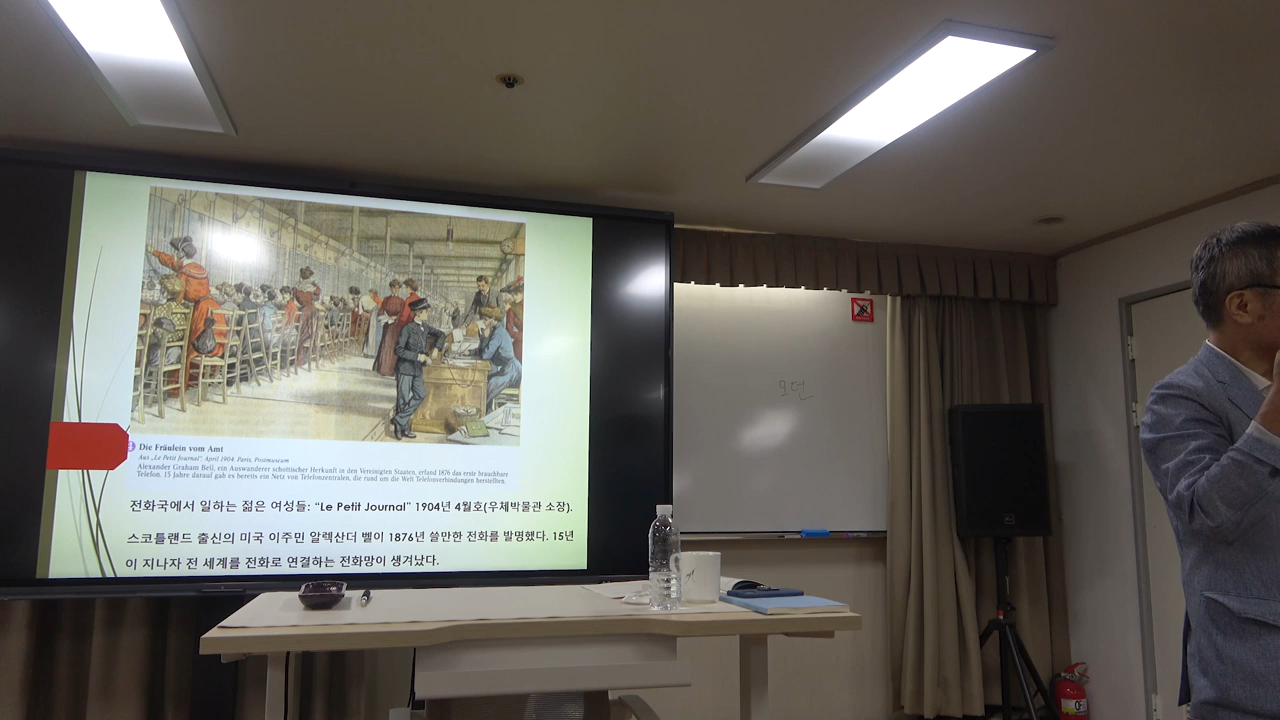 Die Fräulein vom Amt
Aus „Le Petit Journal", April 1904. Paris, Postmuseum
Alexander Graham Bell, ein Auswanderer schottischer Herkunft in den Vereinigten Staaten, erfand 1876 das erste brauchbare
Telefon. 15 Jahre darauf gab es bereits ein Netz von Telefonzentralen, die rund um die Welt Telefonverbindungen herstellten.
전화국에서 일하는 젊은 여성들: “Le Petit Journal” 1904년 4월호(우체박물관 소장).
스코틀랜드 출신의 미국 이주민 알렉산더 벨이 1876년 쓸만한 전화를 발명했다. 15년
이 지나자 전 세계를 전화로 연결하는 전화망이 생겨났다.
모던